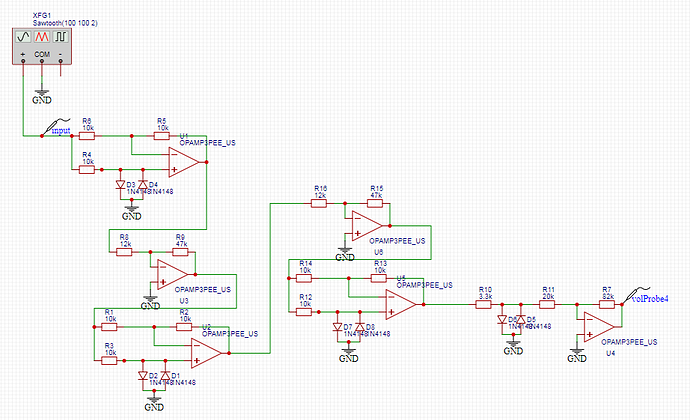 XFG1
Sawtooth(100 100 2)
+ COM -
GND
input
R6
10k
R5
10k
U1
OPAMP3PEE_US
R4
10k
D3
1N4148
D4
1N4148
GND
R16
12k
R15
47k
OPAMP3PEE_US
U6
GND
R8
12k
R9
47k
OPAMP3PEE_US
U3
GND
R14
10k
R13
10k
U5
OPAMP3PEE_US
R12
10k
D7
1N4148
D8
1N4148
GND
R1
10k
R2
10k
U2
OPAMP3PEE_US
R3
10k
D2
1N4148
D1
1N4148
GND
R10
3.3k
D6
1N4148
D5
1N4148
GND
R11
20k
R7
82k
volProbe4
OPAMP3PEE_US
U4
GND